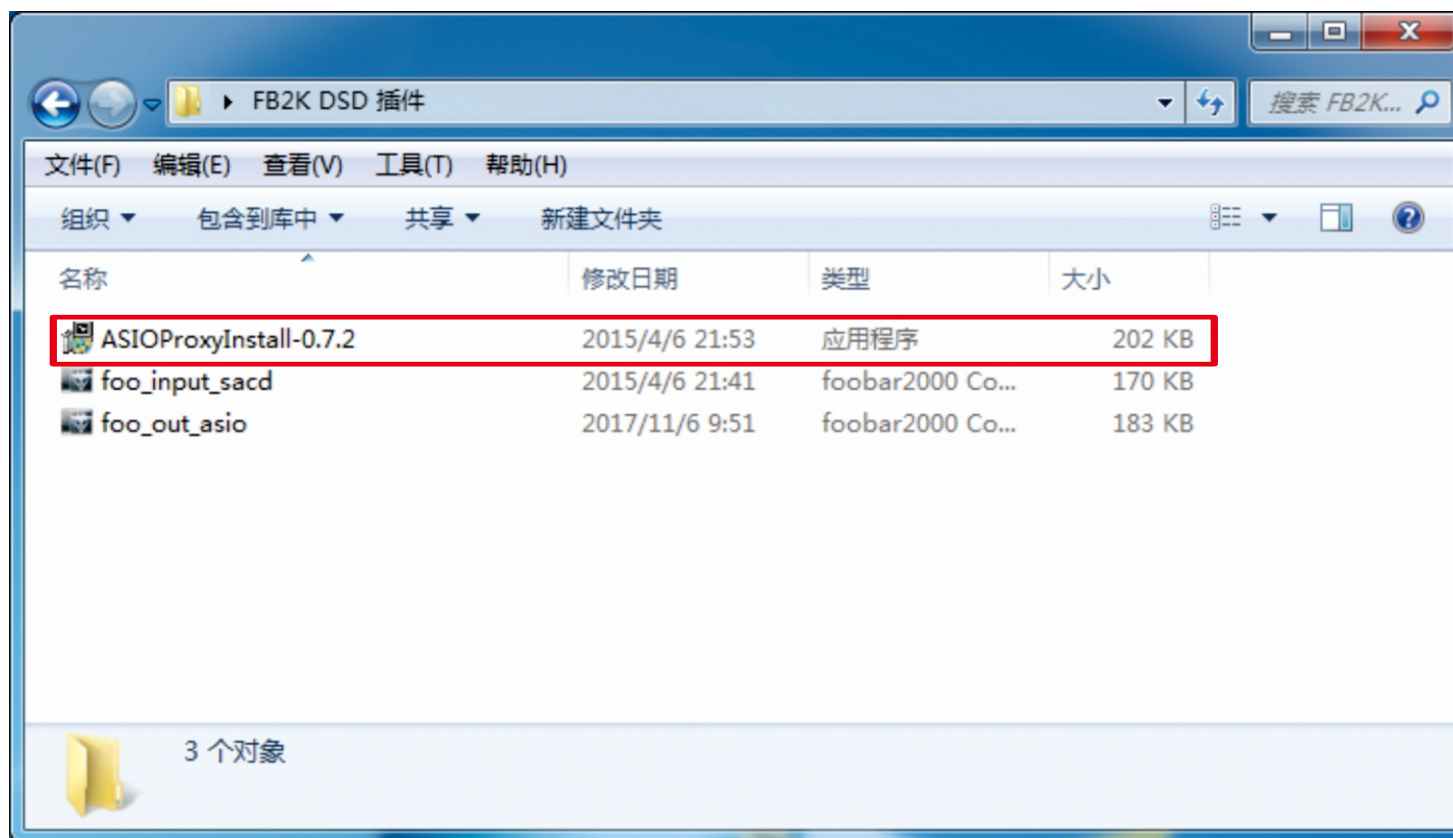 FB2K DSD 插件
搜索 FB2K...
文件(F) 编辑(E) 查看(V) 工具(T) 帮助(H)
组织 包含到库中 共享 新建文件夹
名称 修改日期 类型 大小
ASIOProxyInstall-0.7.2 2015/4/6 21:53 应用程序 202 KB
foo_input_sacd 2015/4/6 21:41 foobar2000 Co... 170 KB
foo_out_asio 2017/11/6 9:51 foobar2000 Co... 183 KB
3 个对象